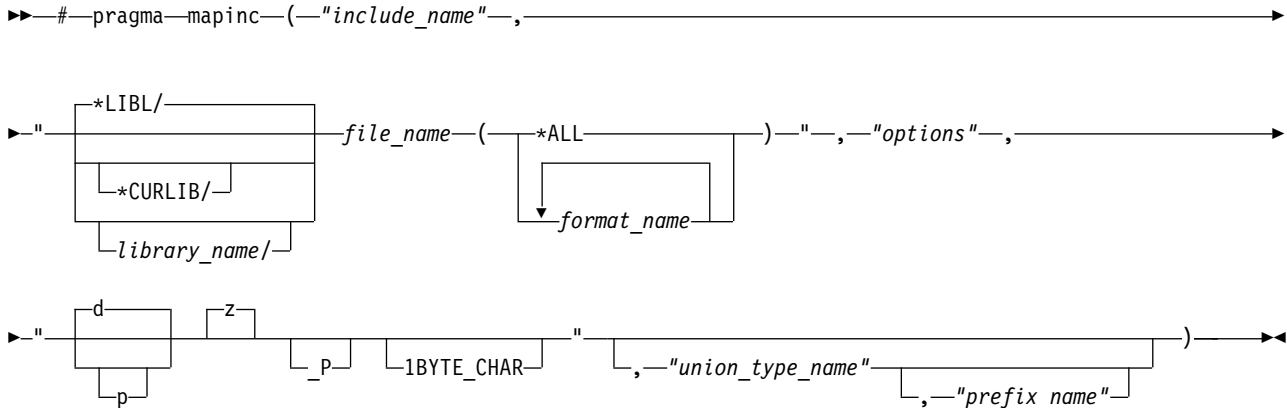 # pragma mapinc ( "include_name" ,
*LIBL/
" file_name ( *ALL ) " , "options" ,
*CURLIB/
format_name
library_name/
d z
" _P 1BYTE_CHAR " , "union_type_name" )
p , "prefix name"